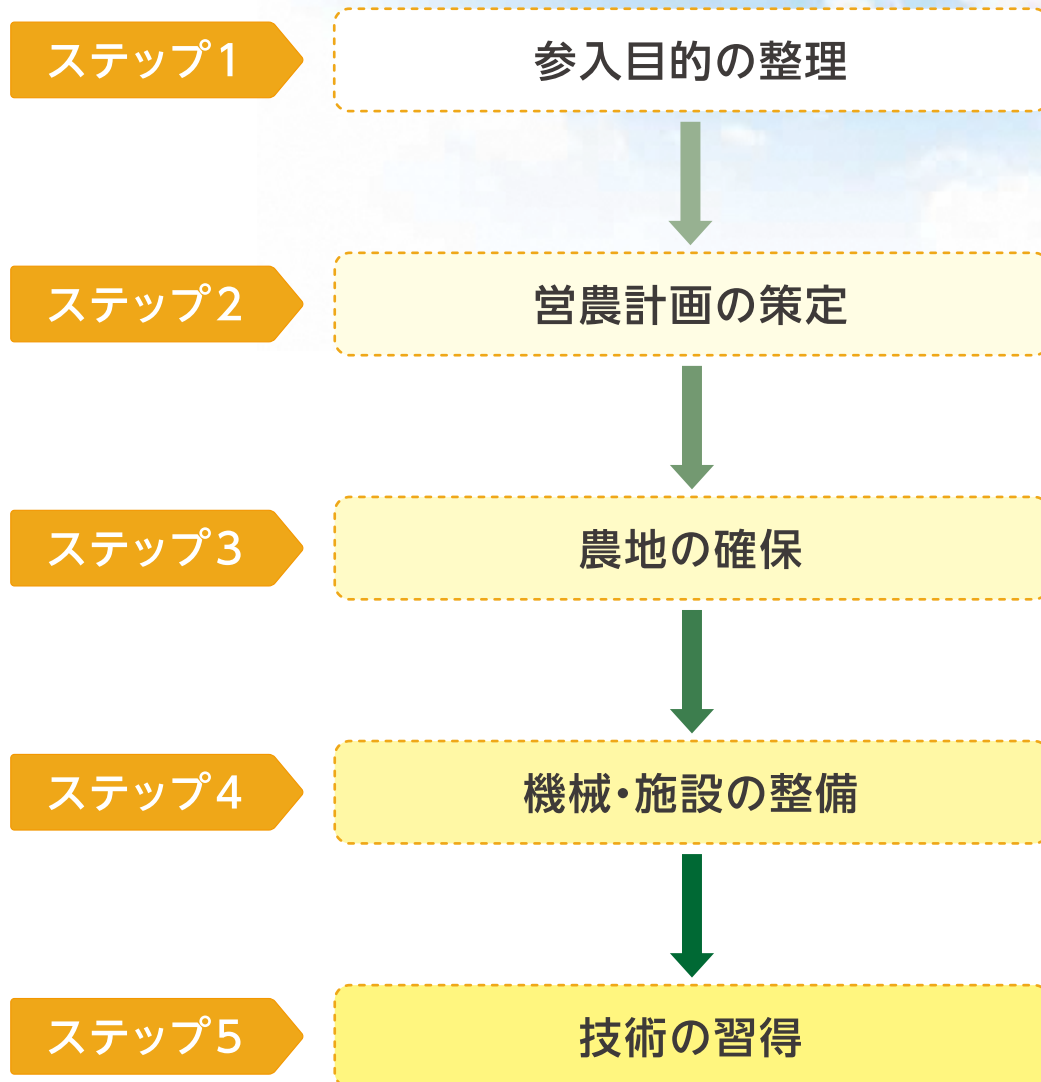 ステップ1
参入目的の整理
ステップ2
営農計画の策定
ステップ3
農地の確保
ステップ4
機械・施設の整備
ステップ5
技術の習得